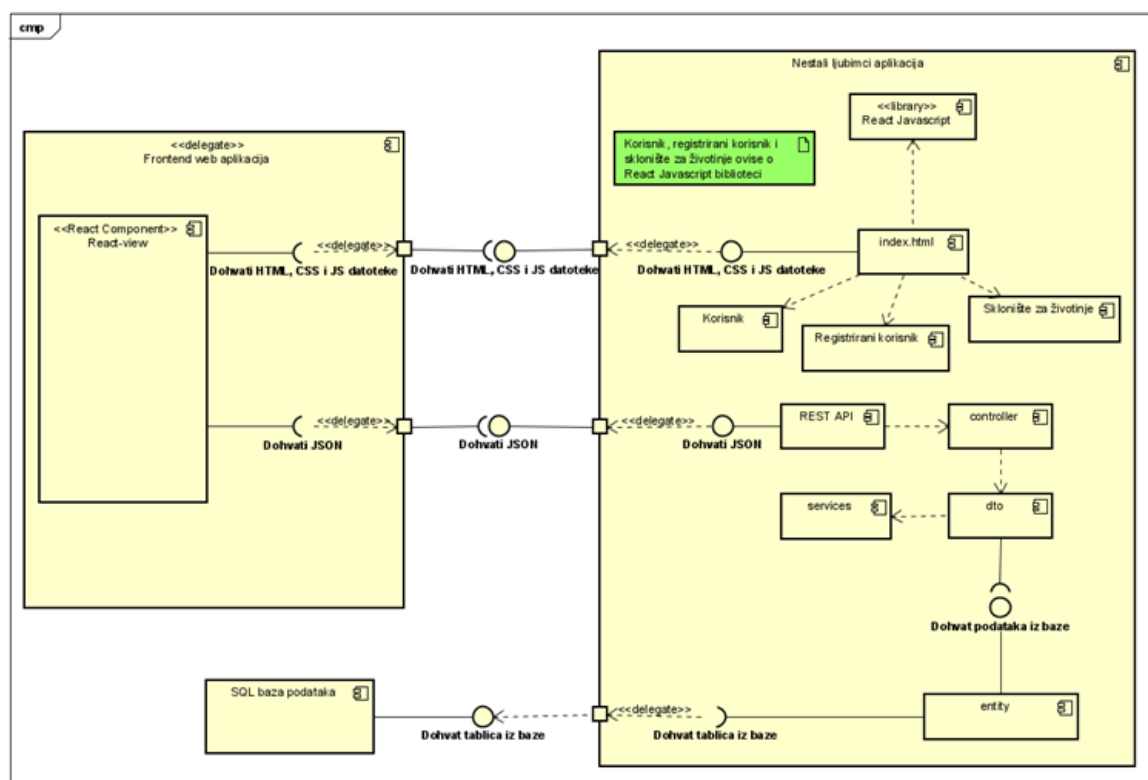 cmp
Nestali ljubimci aplikacija
<<library>>
React Javascript
<<delegate>>
Frontend web aplikacija
Korisnik, registrirani korisnik i
sklonište za životinje ovise o
React Javascript biblioteci
<<React Component>>
React-view
<<delegate>>
Dohvati HTML, CSS i JS datoteke
Dohvati HTML, CSS i JS datoteke
<<delegate>>
Dohvati HTML, CSS i JS datoteke
index.html
Korisnik
Registrirani korisnik
Sklonište za životinje
<<delegate>>
Dohvati JSON
Dohvati JSON
<<delegate>>
Dohvati JSON
REST API
controller
services
dto
Dohvat podataka iz baze
SQL baza podataka
Dohvat tablica iz baze
<<delegate>>
Dohvat tablica iz baze
entity